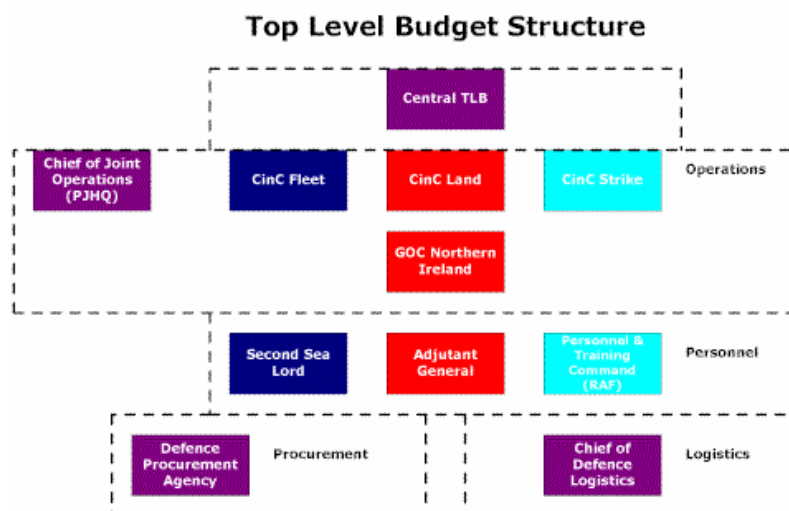 Top Level Budget Structure
Central TLB
Chief of Joint
Operations
(PJHQ)
CinC Fleet
CinC Land
CinC Strike
Operations
GOC Northern
Ireland
Second Sea
Lord
Adjutant
General
Personnel &
Training
Command
(RAF)
Personnel
Defence
Procurement
Agency
Procurement
Chief of
Defence
Logistics
Logistics